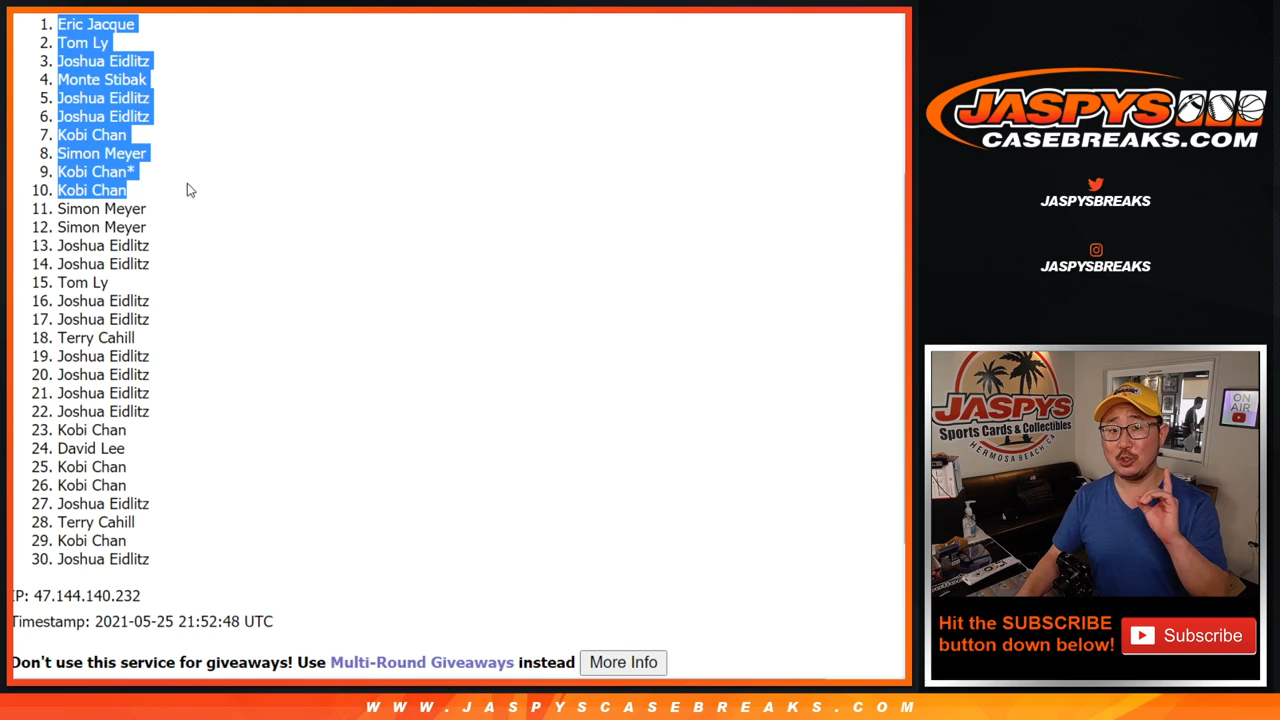 1. Eric Jacque
2. Tom Ly
3. Joshua Eidlitz
4. Monte Stibak
5. Joshua Eidlitz
6. Joshua Eidlitz
7. Kobi Chan
8. Simon Meyer
9. Kobi Chan*
10. Kobi Chan
11. Simon Meyer
12. Simon Meyer
13. Joshua Eidlitz
14. Joshua Eidlitz
15. Tom Ly
16. Joshua Eidlitz
17. Joshua Eidlitz
18. Terry Cahill
19. Joshua Eidlitz
20. Joshua Eidlitz
21. Joshua Eidlitz
22. Joshua Eidlitz
23. Kobi Chan
24. David Lee
25. Kobi Chan
26. Kobi Chan
27. Joshua Eidlitz
28. Terry Cahill
29. Kobi Chan
30. Joshua Eidlitz
IP: 47.144.140.232
Timestamp: 2021-05-25 21:52:48 UTC
Don't use this service for giveaways! Use Multi-Round Giveaways instead More Info
JASPYS
CASEBREAKS.COM
JASPYSBREAKS
JASPYSBREAKS
JASPYS
Sports Cards & Collectibles
HERMOSA BEACH, CA
ON
AIR
Hit the SUBSCRIBE
button down below!
Subscribe
WWW.JASPYSCASEBREAKS.COM